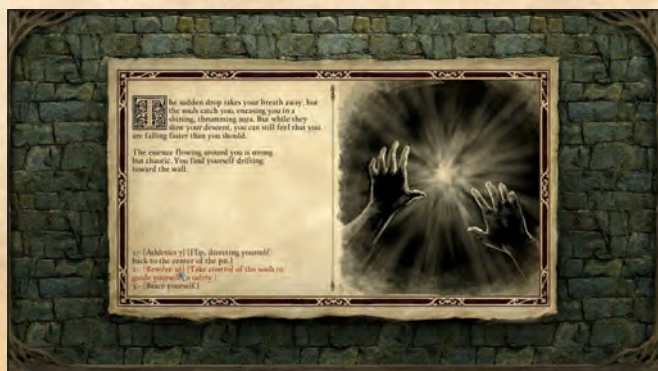 The sudden drop takes your breath away, but
the souls catch you, encasing you in a
shining, thrumming aura. But while they
slow your descent, you can still feel that you
are falling faster than you should.
The essence flowing around you is strong
but chaotic. You find yourself drifting
toward the wall.
1- [Athletics 7] [Flip, directing yourself
back to the center of the pit.]
2- [Resolve 16] [Take control of the souls to
guide yourself to safety.]
3- [Brace yourself.]